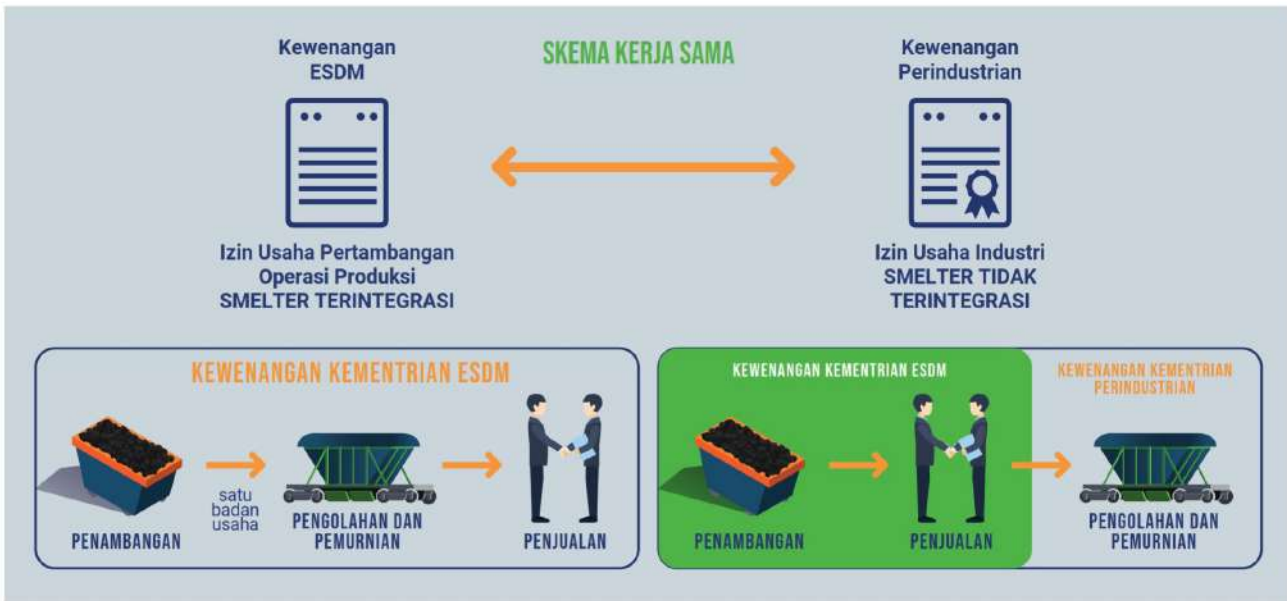 Kewenangan
ESDM
SKEMA KERJA SAMA
Kewenangan
Perindustrian
Izin Usaha Pertambangan
Operasi Produksi
SMELTER TERINTEGRASI
Izin Usaha Industri
SMELTER TIDAK
TERINTEGRASI
KEWENANGAN KEMENTRIAN ESDM
satu
badan
usaha
PENAMBANGAN
PENGOLAHAN DAN
PEMURNIAN
PENJUALAN
KEWENANGAN KEMENTRIAN ESDM
KEWENANGAN KEMENTRIAN
PERINDUSTRIAN
PENAMBANGAN
PENJUALAN
PENGOLAHAN DAN
PEMURNIAN